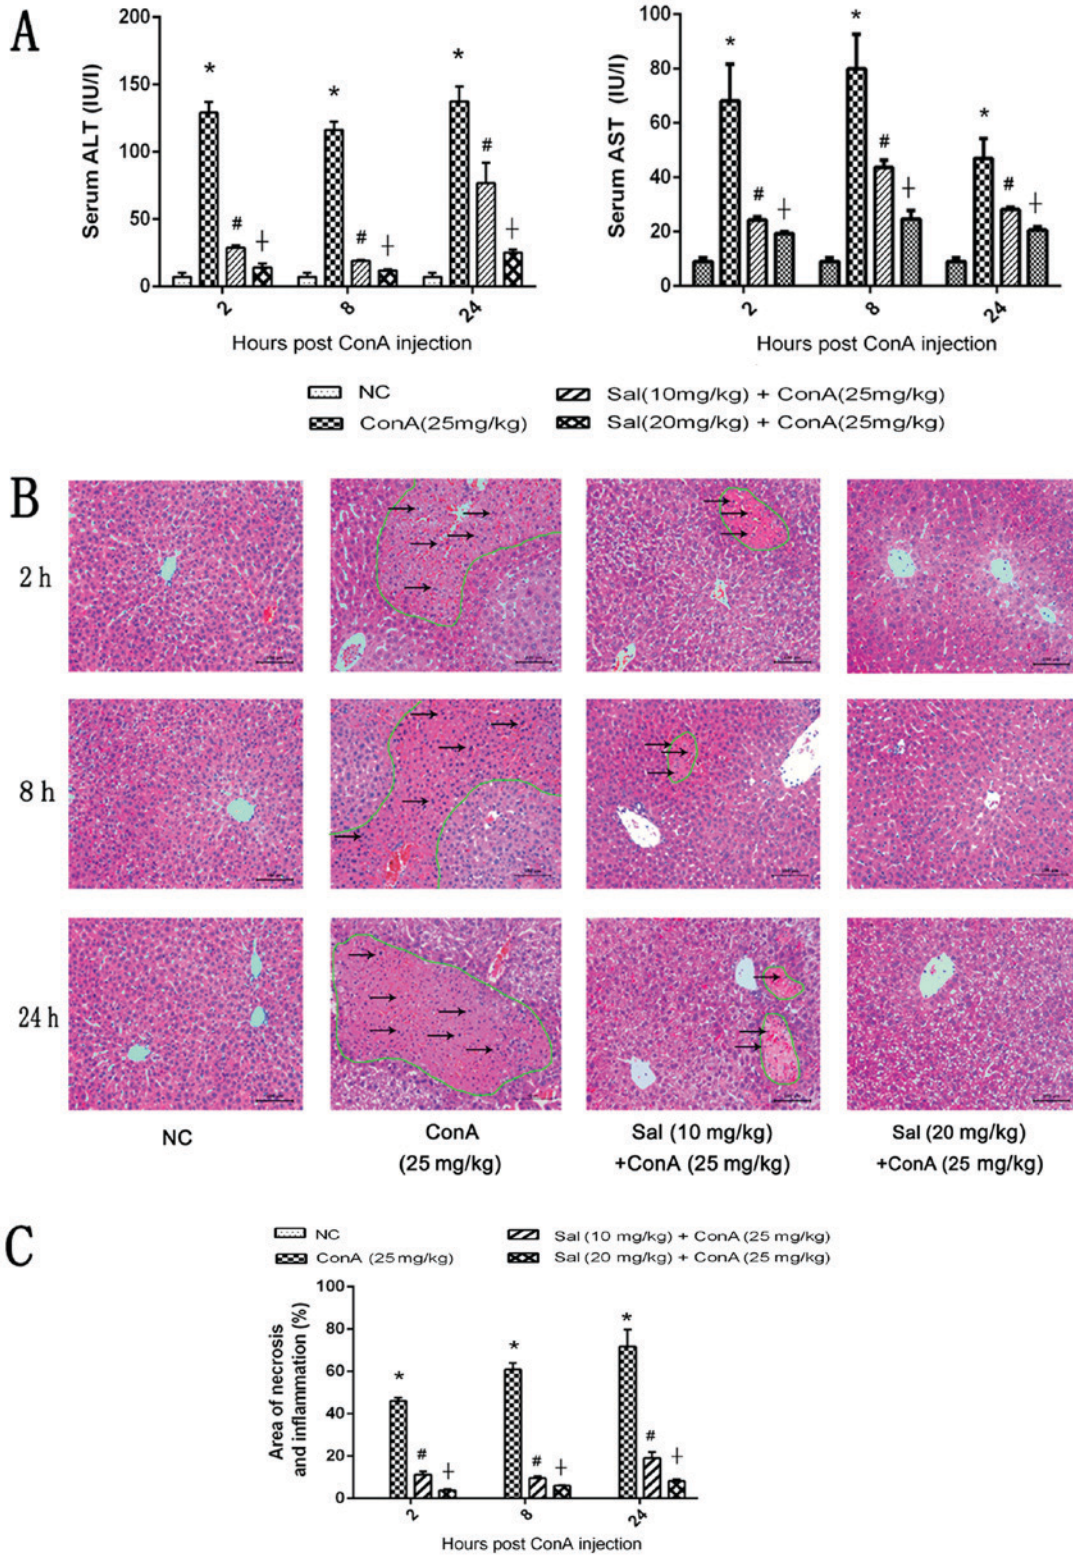 A
Serum ALT (IU/l)
200
150
100
50
0
*
*
*
#
#
#
┼
┼
┼
2
8
24
Hours post ConA injection
Serum AST (IU/l)
100
80
60
40
20
0
*
*
*
#
#
#
┼
┼
┼
2
8
24
Hours post ConA injection
NC
ConA(25mg/kg)
Sal(10mg/kg) + ConA(25mg/kg)
Sal(20mg/kg) + ConA(25mg/kg)
B
2 h
8 h
24 h
NC
ConA
(25 mg/kg)
Sal (10 mg/kg)
+ConA (25 mg/kg)
Sal (20 mg/kg)
+ConA (25 mg/kg)
C
NC
ConA (25 mg/kg)
Sal (10 mg/kg) + ConA (25 mg/kg)
Sal (20 mg/kg) + ConA (25 mg/kg)
Area of necrosis
and inflammation (%)
100
80
60
40
20
0
*
*
*
#
#
#
┼
┼
┼
2
8
24
Hours post ConA injection